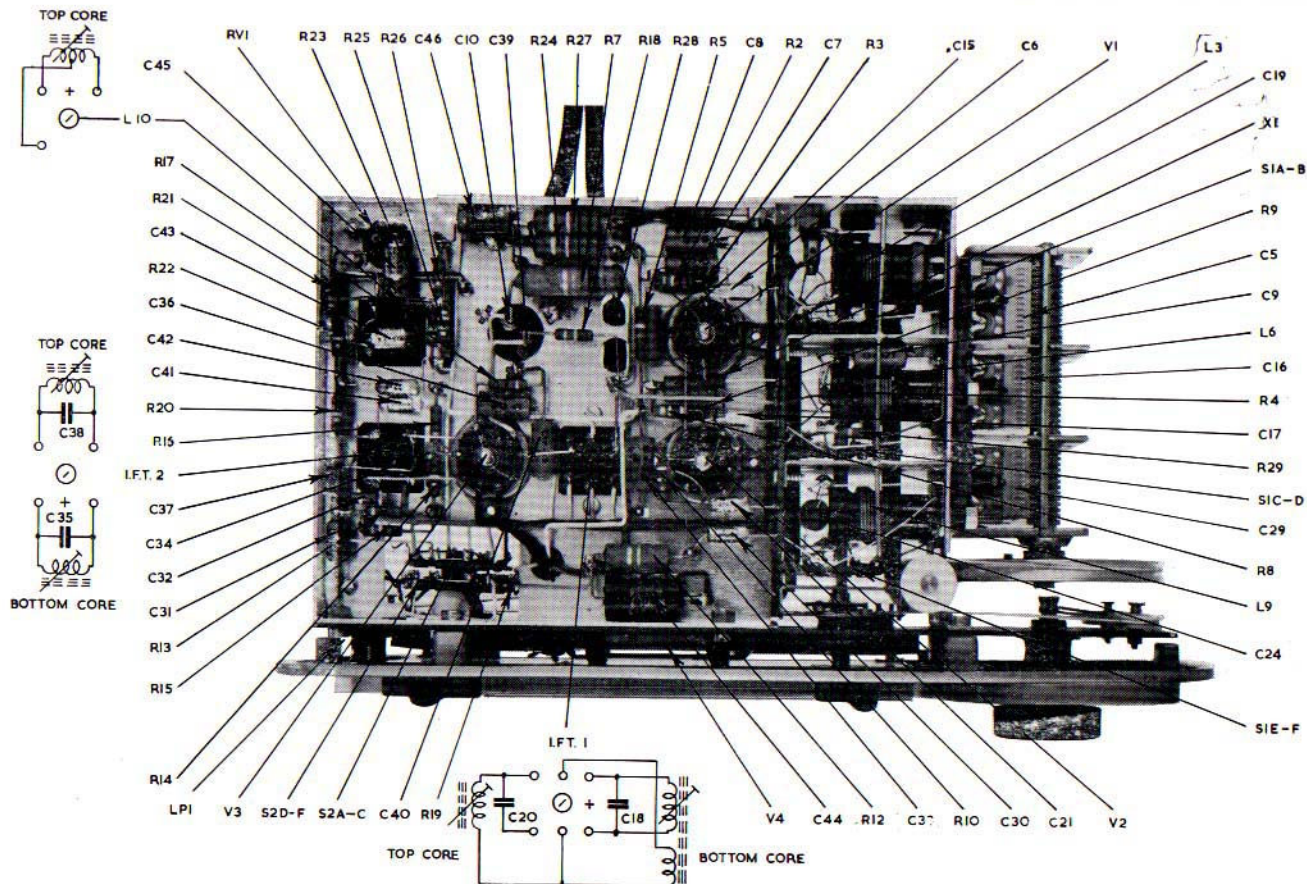 TOP CORE
RV1 R23 R25 R26 C46 C10 C39 R24 R27 R7 R18 R28 R5 C8 R2 C7 R3 C15 C6 V1 L3
C45
C19
X1
L10
S1A-B
R17
R9
R21
C5
C43
C9
R22
L6
C36
C16
TOP CORE
C42
R4
C41
C38
C17
R20
R29
R15
S1C-D
I.F.T. 2
C29
C37
C35
R8
C34
L9
C32
BOTTOM CORE
C31
C24
R13
R15
S1E-F
I.F.T. 1
R14
LP1 V3 S2D-F S2A-C C40 R19
C20 C18
V4 C44 R12 C37 R10 C30 C21 V2
TOP CORE
BOTTOM CORE